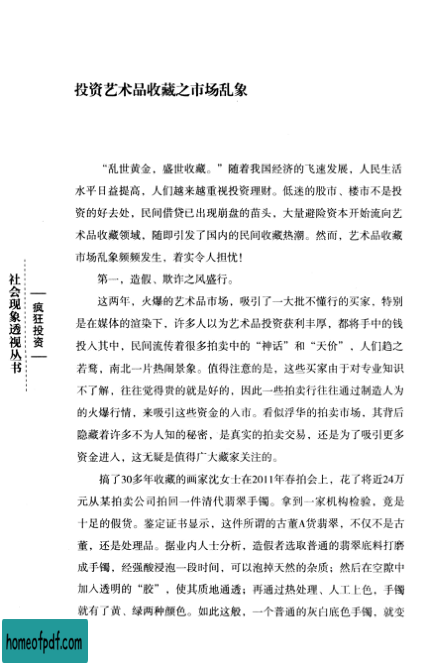 投资艺术品收藏之市场乱象
“乱世黄金，盛世收藏。”随着我国经济的飞速发展，人民生活
水平日益提高，人们越来越重视投资理财。低迷的股市、楼市不是投
资的好去处，民间借贷已出现崩盘的苗头，大量避险资本开始流向艺
术品收藏领域，随即引发了国内的民间收藏热潮。然而，艺术品收藏
市场乱象频频发生，着实令人担忧！
第一，造假、欺诈之风盛行。
这两年，火爆的艺术品市场，吸引了一大批不懂行的买家，特别
是在媒体的渲染下，许多人以为艺术品投资获利丰厚，都将手中的钱
投入其中，民间流传着很多拍卖中的“神话”和“天价”，人们趋之
若鹜，南北一片热闹景象。值得注意的是，这些买家由于对专业知识
不了解，往往觉得贵的就是好的，因此一些拍卖行往往通过制造人为
的火爆行情，来吸引这些资金的入市。看似浮华的拍卖市场，其背后
隐藏着许多不为人知的秘密，是真实的拍卖交易，还是为了吸引更多
资金进入，这无疑是值得广大藏家关注的。
搞了30多年收藏的画家沈女士在2011年春拍会上，花了将近24万
元从某拍卖公司拍回一件清代翡翠手镯。拿到一家机构检验，竟是
十足的假货。鉴定证书显示，这件所谓的古董A货翡翠，不仅不是古
董，还是处理品。据业内人士分析，造假者选取普通的翡翠底料打磨
成手镯，经强酸浸泡一段时间，可以泡掉天然的杂质；然后在空隙中
加入透明的“胶”，使其质地通透；再通过热处理、人工上色，手镯
就有了黄、绿两种颜色。如此这般，一个普通的灰白底色手镯，就变
社会现象透视丛书
疯狂投资
homeofpdf.com